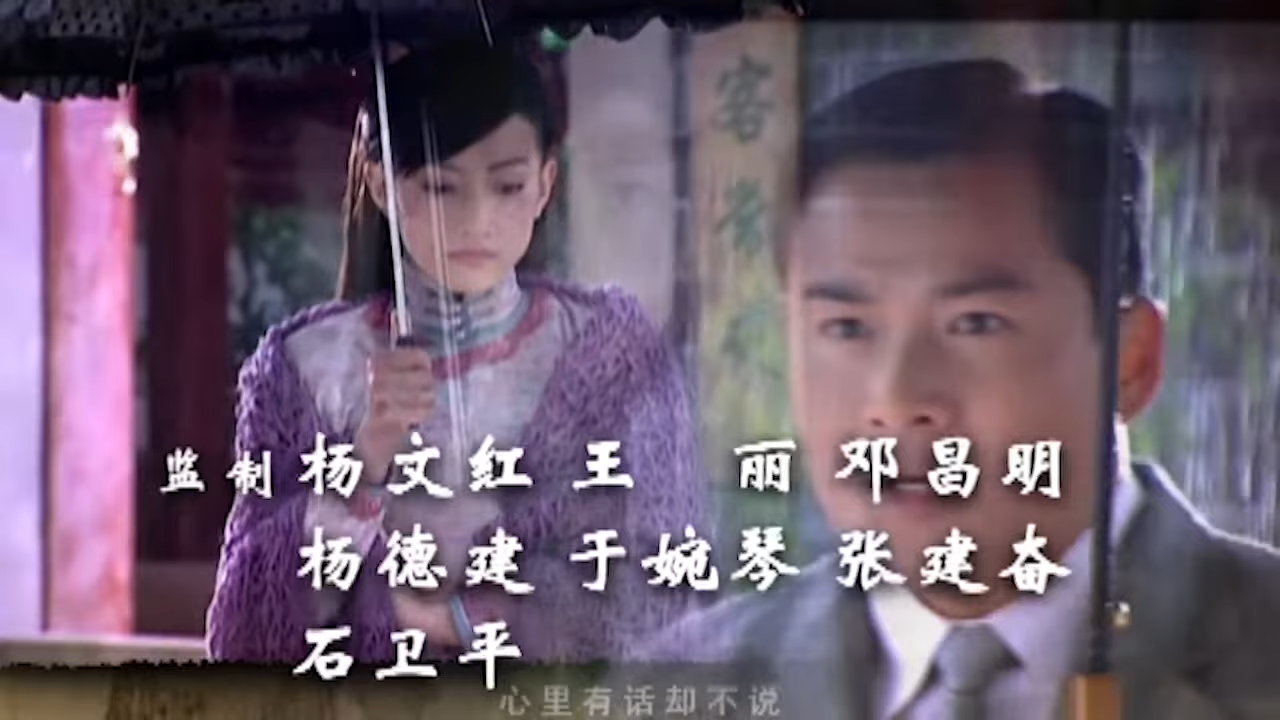 客
监制 杨文红 王 丽 邓昌明
杨德建 于婉琴 张建奋
石卫平
心里有话却不说